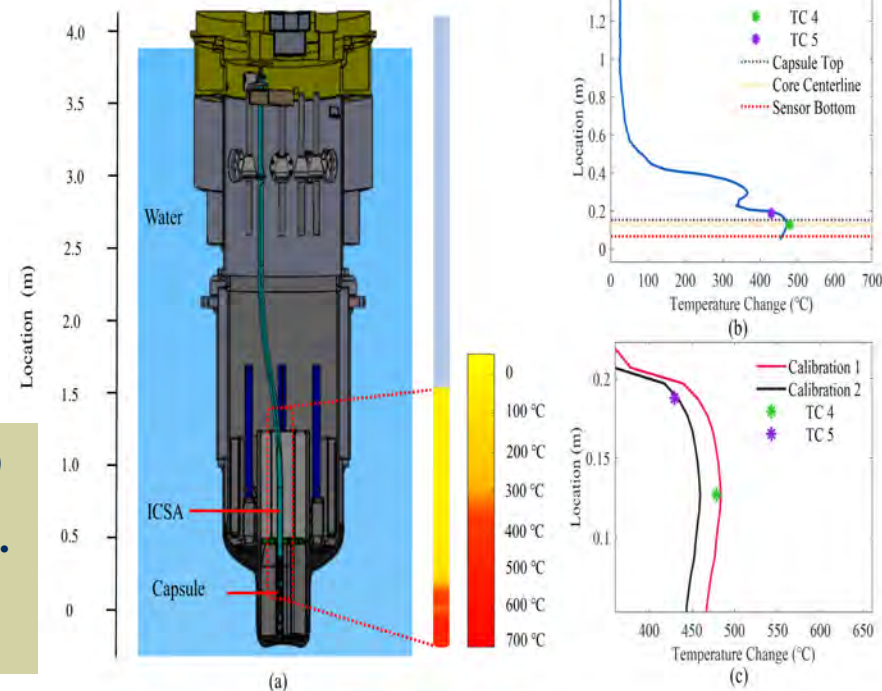 4.0
3.5
3.0
2.5
2.0
1.5
1.0
0.5
0
Location (m)
Water
ICSA
Capsule
0
100 °C
200 °C
300 °C
400 °C
500 °C
600 °C
700 °C
(a)
1.2
1
0.8
0.6
0.4
0.2
0
Location (m)
TC 4
TC 5
Capsule Top
Core Centerline
Sensor Bottom
0 100 200 300 400 500 600 700
Temperature Change (°C)
(b)
0.2
0.15
0.1
Location (m)
Calibration 1
Calibration 2
TC 4
TC 5
400 450 500 550 600 650
Temperature Change (°C)
(c)